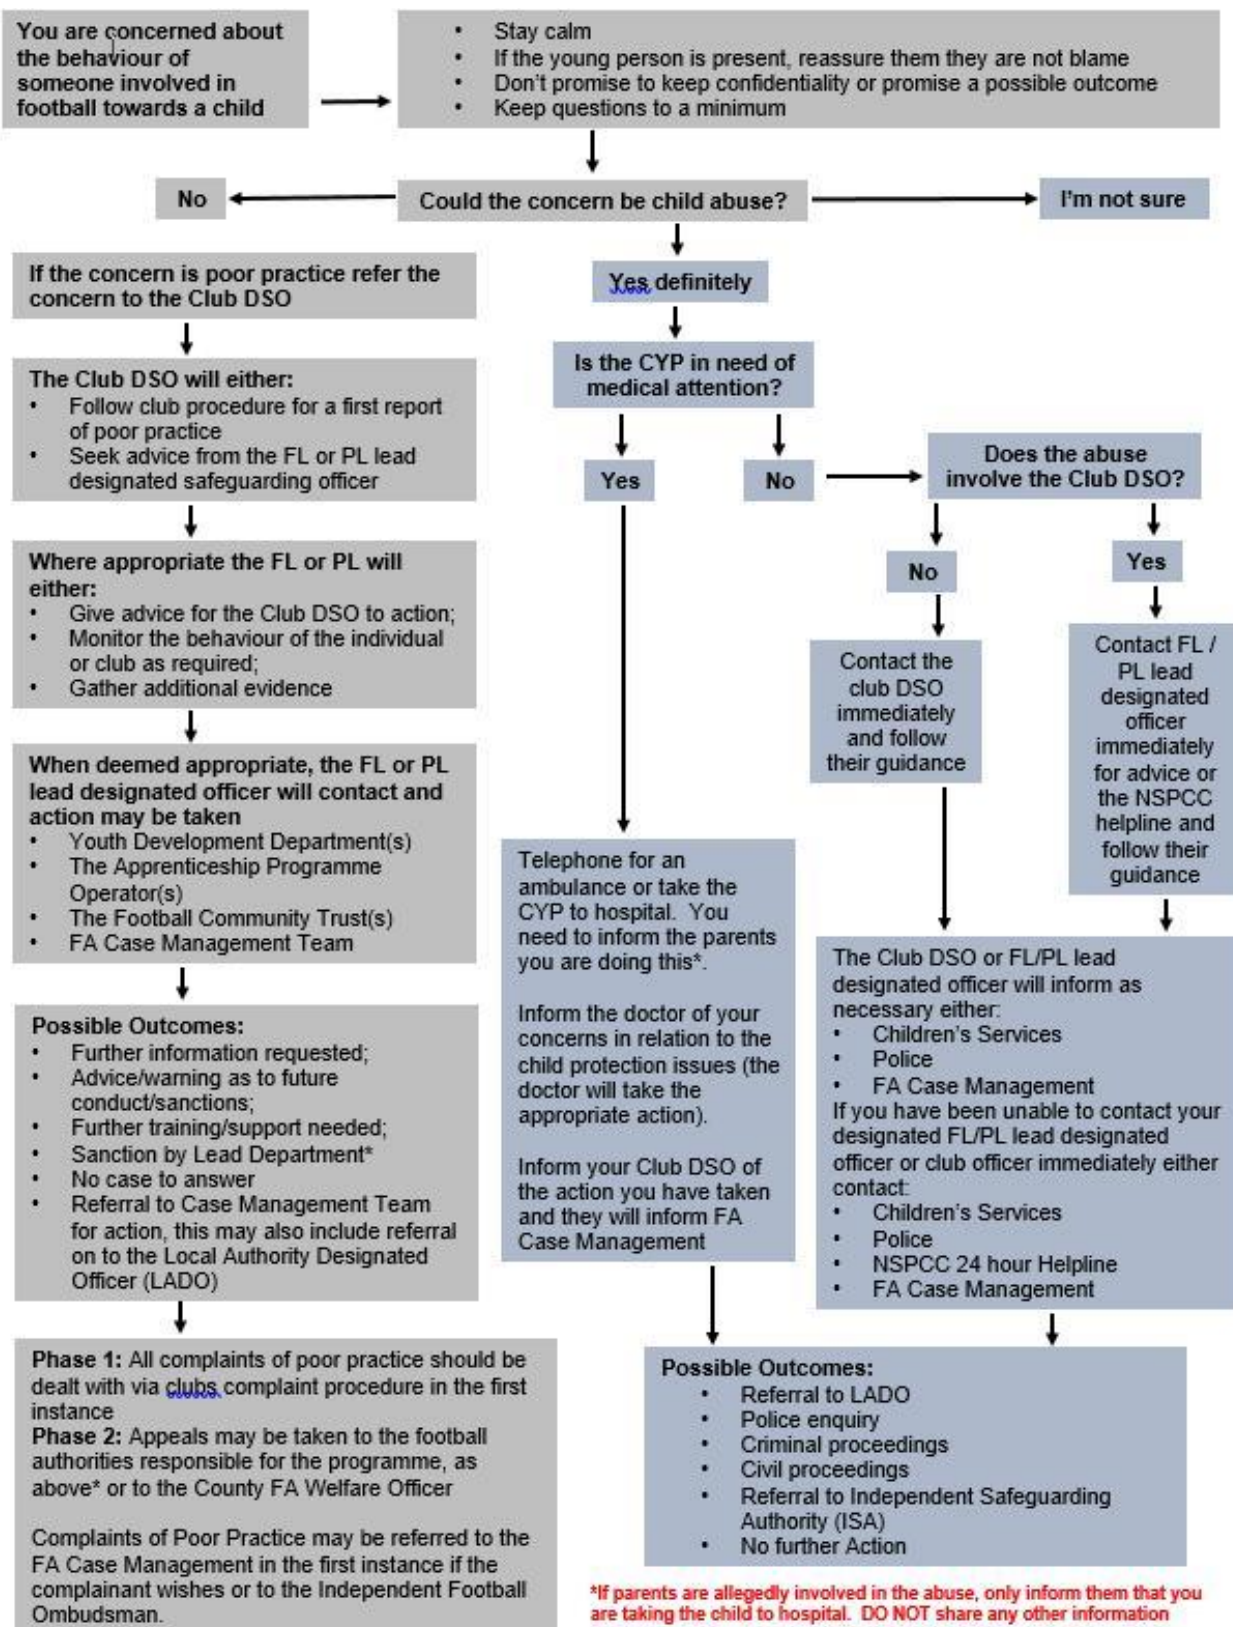 You are concerned about
the behaviour of
someone involved in
football towards a child
• Stay calm
• If the young person is present, reassure them they are not blame
• Don't promise to keep confidentiality or promise a possible outcome
• Keep questions to a minimum
No
Could the concern be child abuse?
I'm not sure
If the concern is poor practice refer the
concern to the Club DSO
The Club DSO will either:
• Follow club procedure for a first report
of poor practice
• Seek advice from the FL or PL lead
designated safeguarding officer
Where appropriate the FL or PL will
either:
• Give advice for the Club DSO to action;
• Monitor the behaviour of the individual
or club as required;
• Gather additional evidence
When deemed appropriate, the FL or PL
lead designated officer will contact and
action may be taken
• Youth Development Department(s)
• The Apprenticeship Programme
Operator(s)
• The Football Community Trust(s)
• FA Case Management Team
Possible Outcomes:
• Further information requested;
• Advice/warning as to future
conduct/sanctions;
• Further training/support needed;
• Sanction by Lead Department*
• No case to answer
• Referral to Case Management Team
for action, this may also include referral
on to the Local Authority Designated
Officer (LADO)
Phase 1: All complaints of poor practice should be
dealt with via clubs complaint procedure in the first
instance
Phase 2: Appeals may be taken to the football
authorities responsible for the programme, as
above* or to the County FA Welfare Officer
Complaints of Poor Practice may be referred to the
FA Case Management in the first instance if the
complainant wishes or to the Independent Football
Ombudsman.
Yes definitely
Is the CYP in need of
medical attention?
Yes
No
Does the abuse
involve the Club DSO?
No
Yes
Contact the
club DSO
immediately
and follow
their guidance
Contact FL /
PL lead
designated
officer
immediately
for advice or
the NSPCC
helpline and
follow their
guidance
Telephone for an
ambulance or take the
CYP to hospital. You
need to inform the parents
you are doing this*.
Inform the doctor of your
concerns in relation to the
child protection issues (the
doctor will take the
appropriate action).
Inform your Club DSO of
the action you have taken
and they will inform FA
Case Management
The Club DSO or FL/PL lead
designated officer will inform as
necessary either:
• Children's Services
• Police
• FA Case Management
If you have been unable to contact your
designated FL/PL lead designated
officer or club officer immediately either
contact:
• Children's Services
• Police
• NSPCC 24 hour Helpline
• FA Case Management
Possible Outcomes:
• Referral to LADO
• Police enquiry
• Criminal proceedings
• Civil proceedings
• Referral to Independent Safeguarding
Authority (ISA)
• No further Action
*If parents are allegedly involved in the abuse, only inform them that you
are taking the child to hospital. DO NOT share any other information